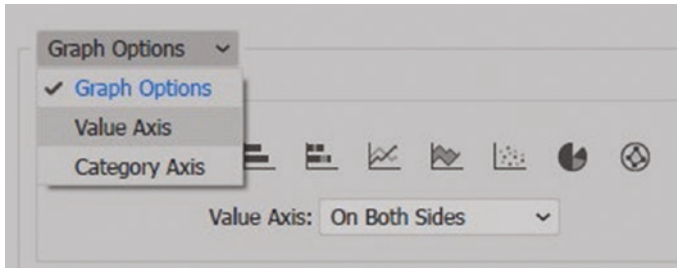 Graph Options
Graph Options
Value Axis
Category Axis
Value Axis: On Both Sides